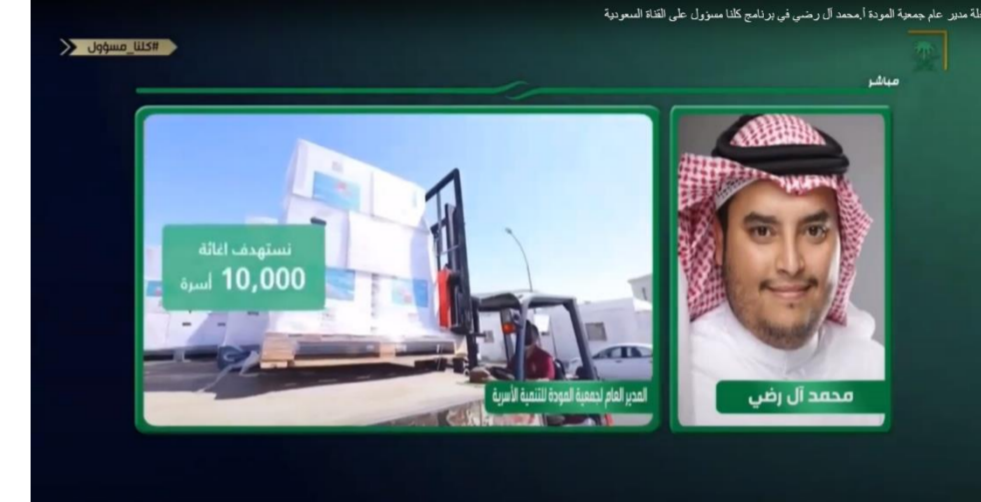 مدير عام جمعية المودة أ.محمد آل رضي في برنامج كلنا مسؤول على القناة السعودية
#كلنا_مسؤول
مباشر
نستهدف اغاثة
10,000 أسرة
المدير العام لجمعية المودة للتنمية الأسرية
محمد آل رضي